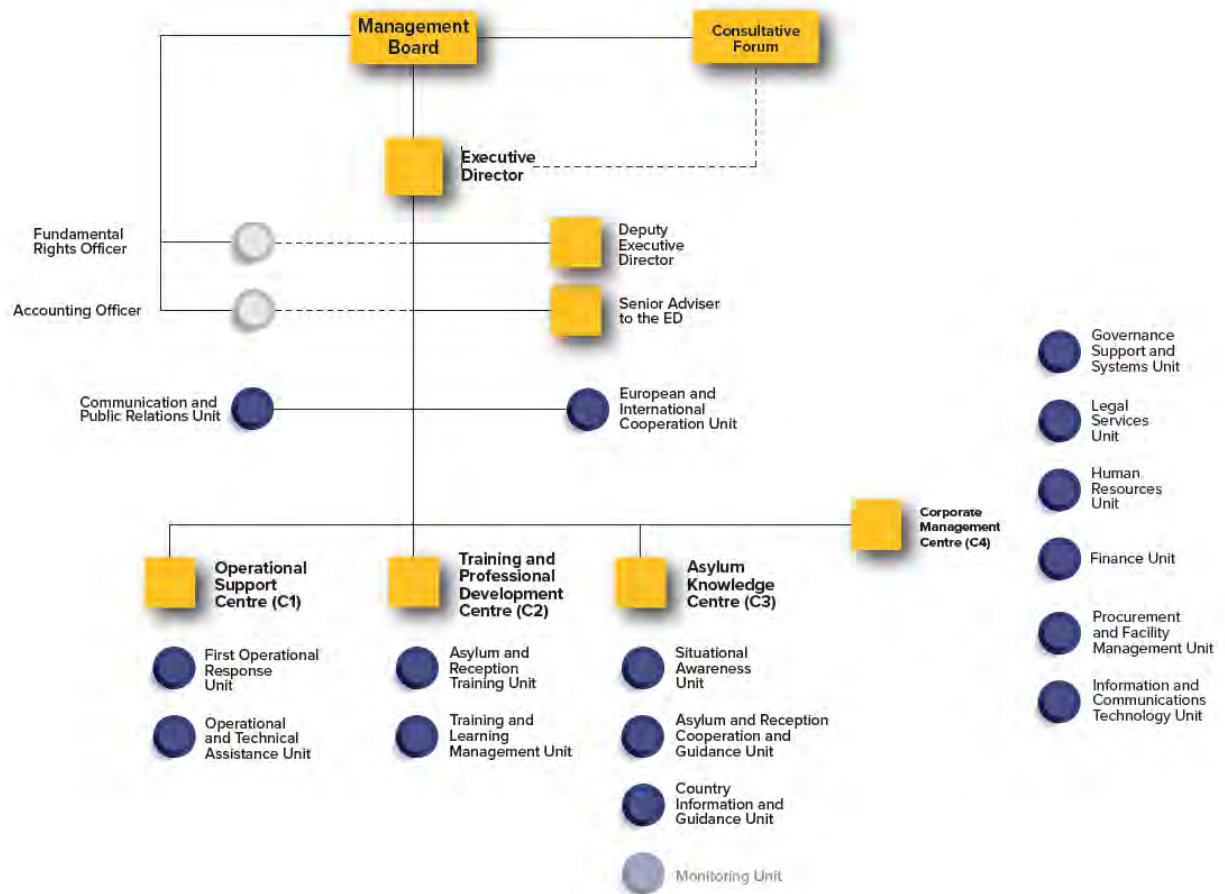 Management
Board
Consultative
Forum
Executive
Director
Fundamental
Rights Officer
Deputy
Executive
Director
Accounting Officer
Senior Adviser
to the ED
Communication and
Public Relations Unit
European and
International
Cooperation Unit
Operational
Support
Centre (C1)
First Operational
Response
Unit
Operational
and Technical
Assistance Unit
Training and
Professional
Development
Centre (C2)
Asylum and
Reception
Training Unit
Training and
Learning
Management Unit
Asylum
Knowledge
Centre (C3)
Situational
Awareness
Unit
Asylum and Reception
Cooperation and
Guidance Unit
Country
Information and
Guidance Unit
Monitoring Unit
Corporate
Management
Centre (C4)
Governance
Support and
Systems Unit
Legal
Services
Unit
Human
Resources
Unit
Finance Unit
Procurement
and Facility
Management Unit
Information and
Communications
Technology Unit